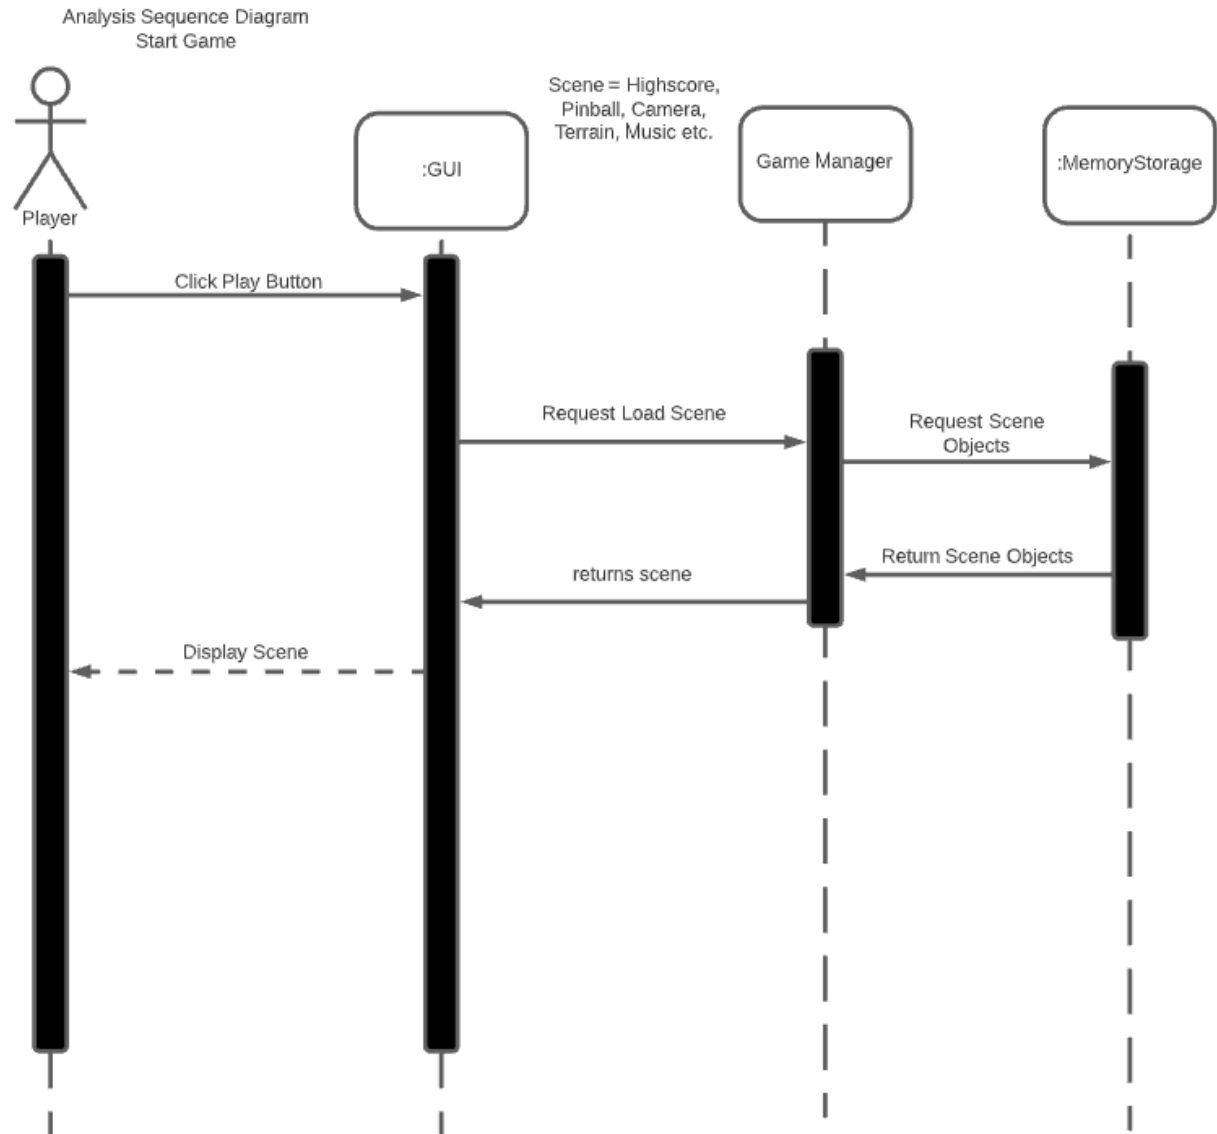 Analysis Sequence Diagram
Start Game
Scene = Highscore,
Pinball, Camera,
Terrain, Music etc.
:GUI
Game Manager
:MemoryStorage
Player
Click Play Button
Request Load Scene
Request Scene
Objects
Return Scene Objects
returns scene
Display Scene